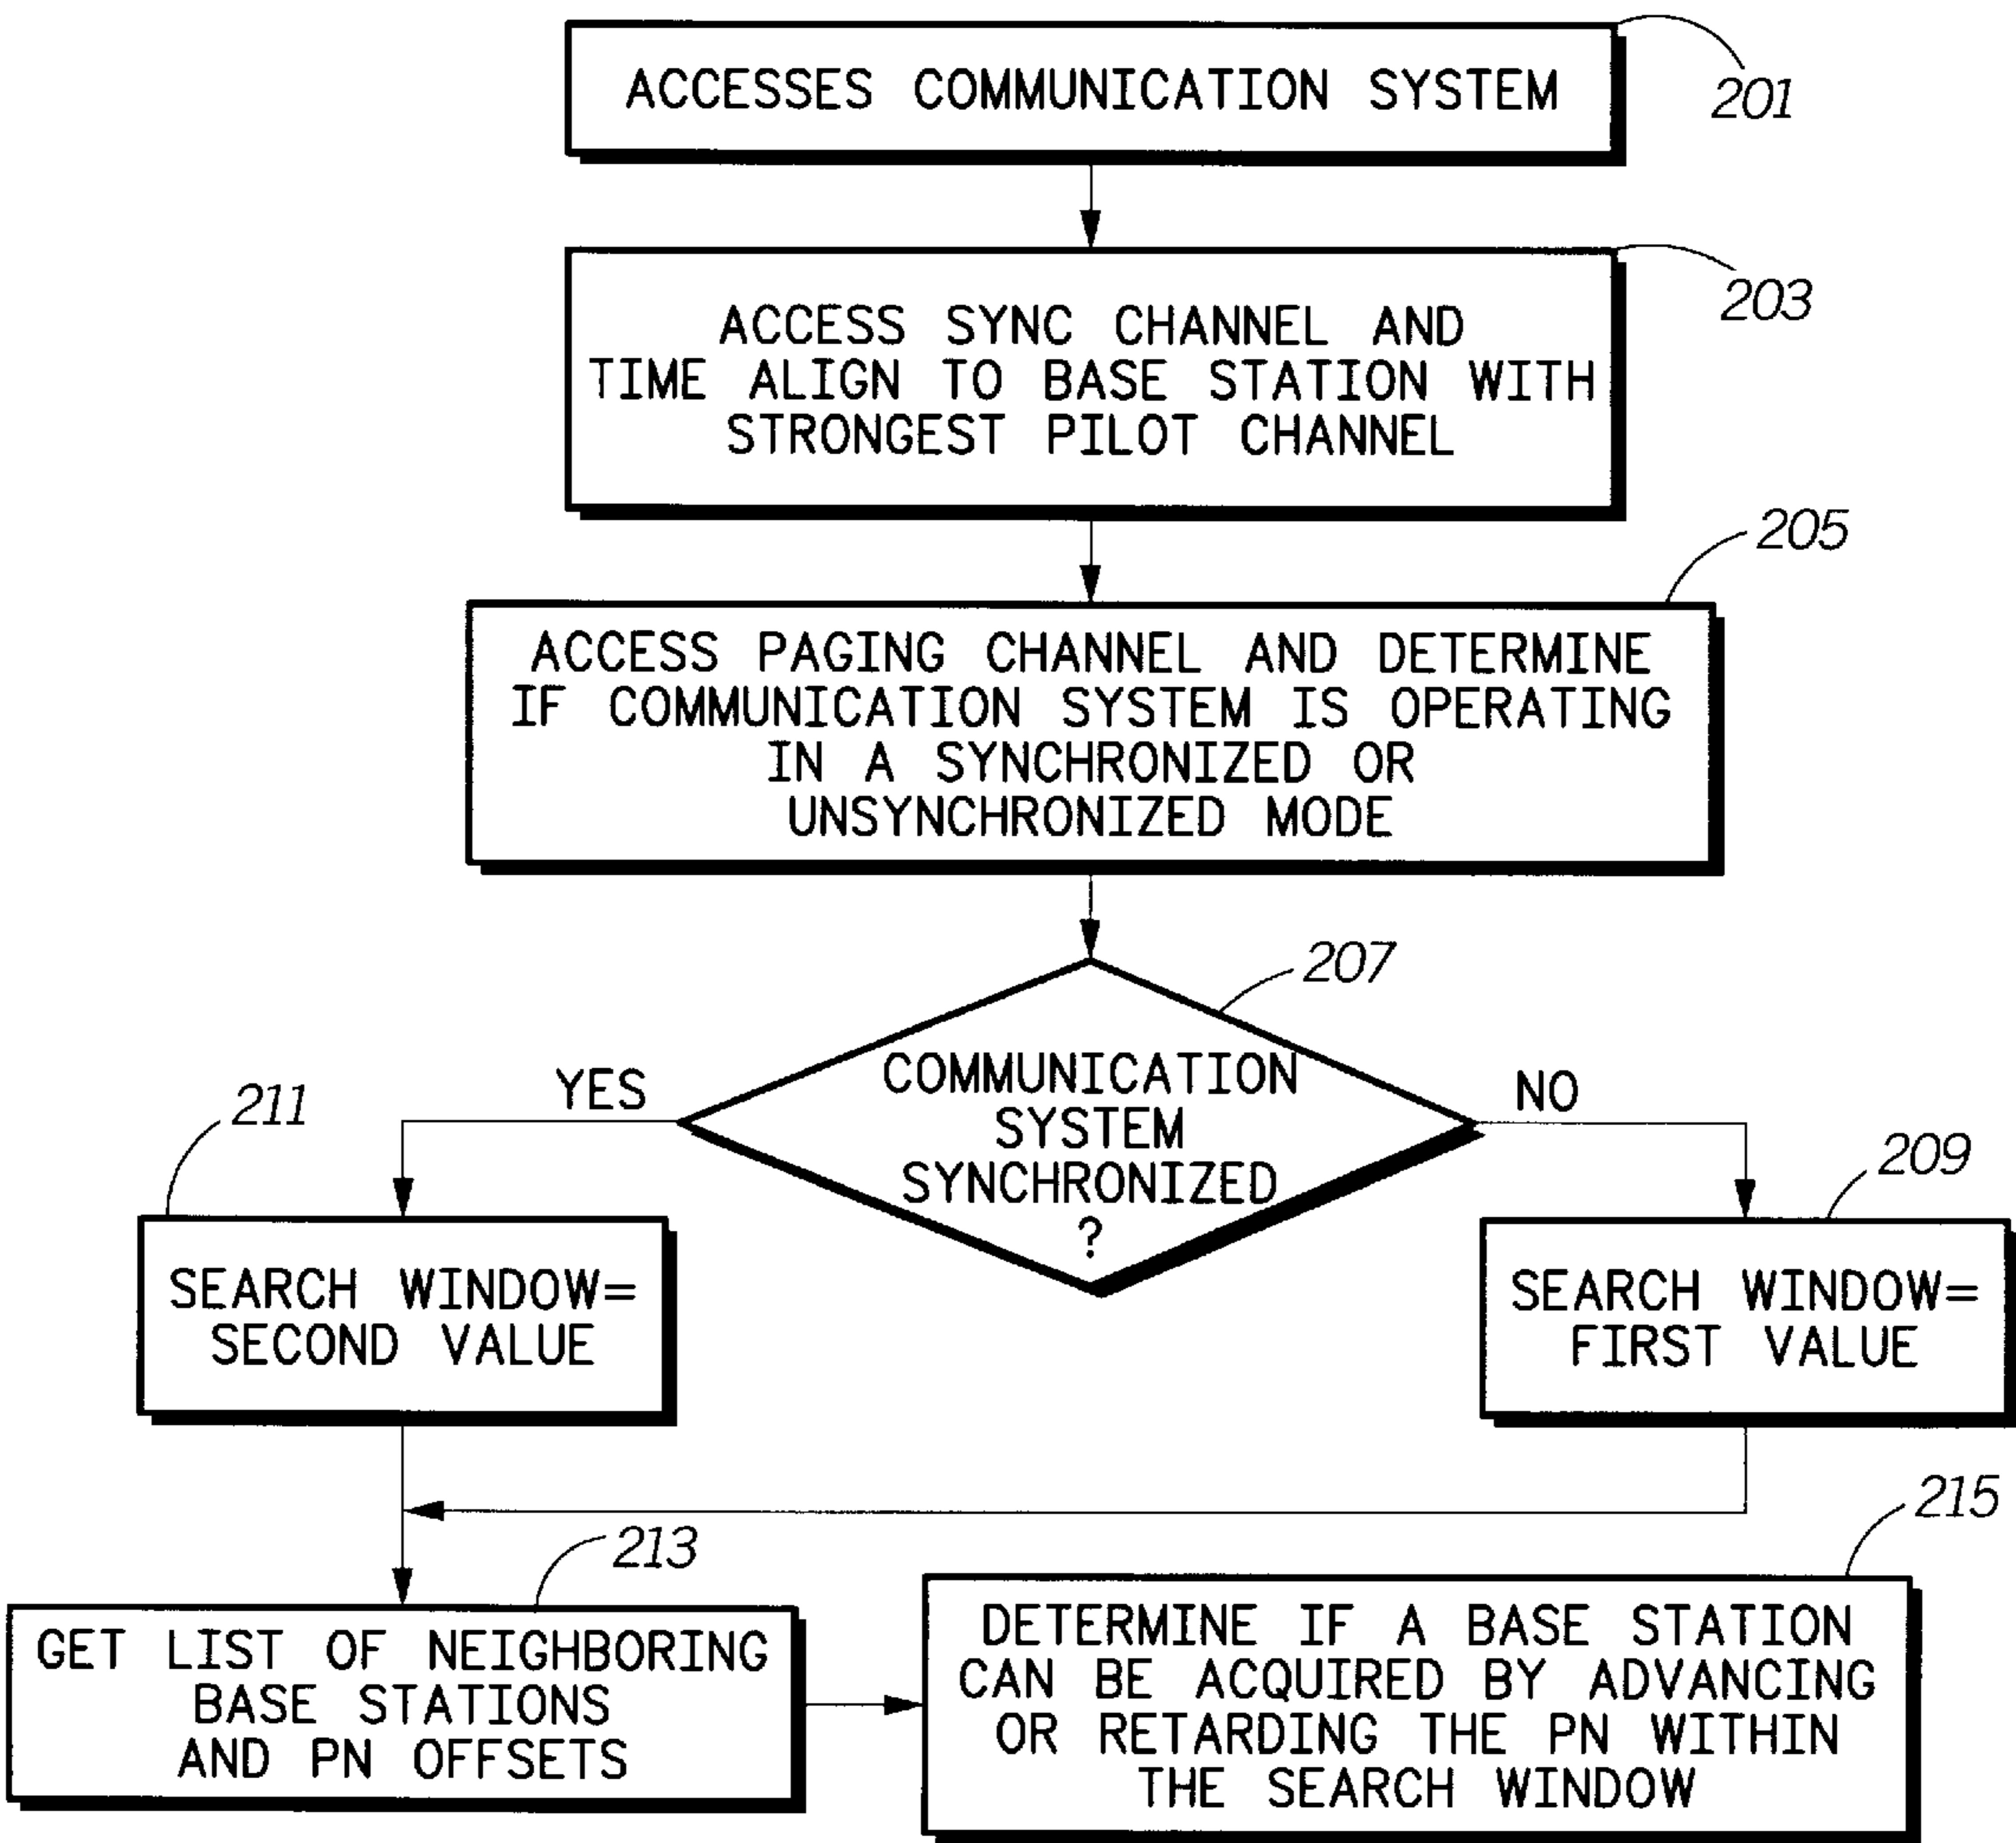 ACCESSES COMMUNICATION SYSTEM
201
ACCESS SYNC CHANNEL AND
TIME ALIGN TO BASE STATION WITH
STRONGEST PILOT CHANNEL
203
205
ACCESS PAGING CHANNEL AND DETERMINE
IF COMMUNICATION SYSTEM IS OPERATING
IN A SYNCHRONIZED OR
UNSYNCHRONIZED MODE
207
COMMUNICATION
SYSTEM
SYNCHRONIZED
?
YES
NO
211
SEARCH WINDOW=
SECOND VALUE
209
SEARCH WINDOW=
FIRST VALUE
213
GET LIST OF NEIGHBORING
BASE STATIONS
AND PN OFFSETS
215
DETERMINE IF A BASE STATION
CAN BE ACQUIRED BY ADVANCING
OR RETARDING THE PN WITHIN
THE SEARCH WINDOW